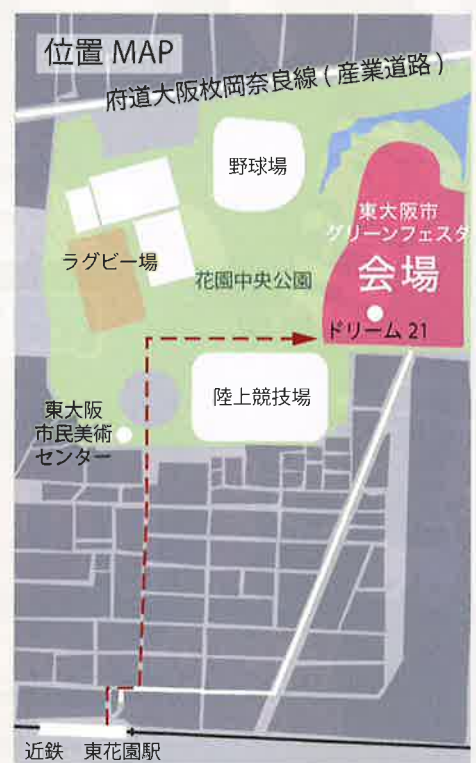 位置 MAP
府道大阪枚岡奈良線 ( 産業道路 )
野球場
東大阪市
グリーンフェスタ
会場
ラグビー場
花園中央公園
ドリーム 21
陸上競技場
東大阪
市民美術
センター
近鉄　東花園駅